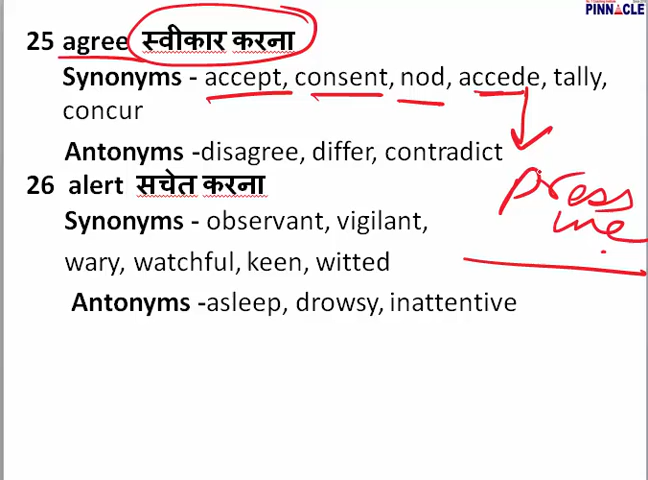 PINNACLE
25 agree स्वीकार करना
Synonyms - accept, consent, nod, accede, tally,
concur
Antonyms -disagree, differ, contradict
press
me
26 alert सचेत करना
Synonyms - observant, vigilant,
wary, watchful, keen, witted
Antonyms -asleep, drowsy, inattentive